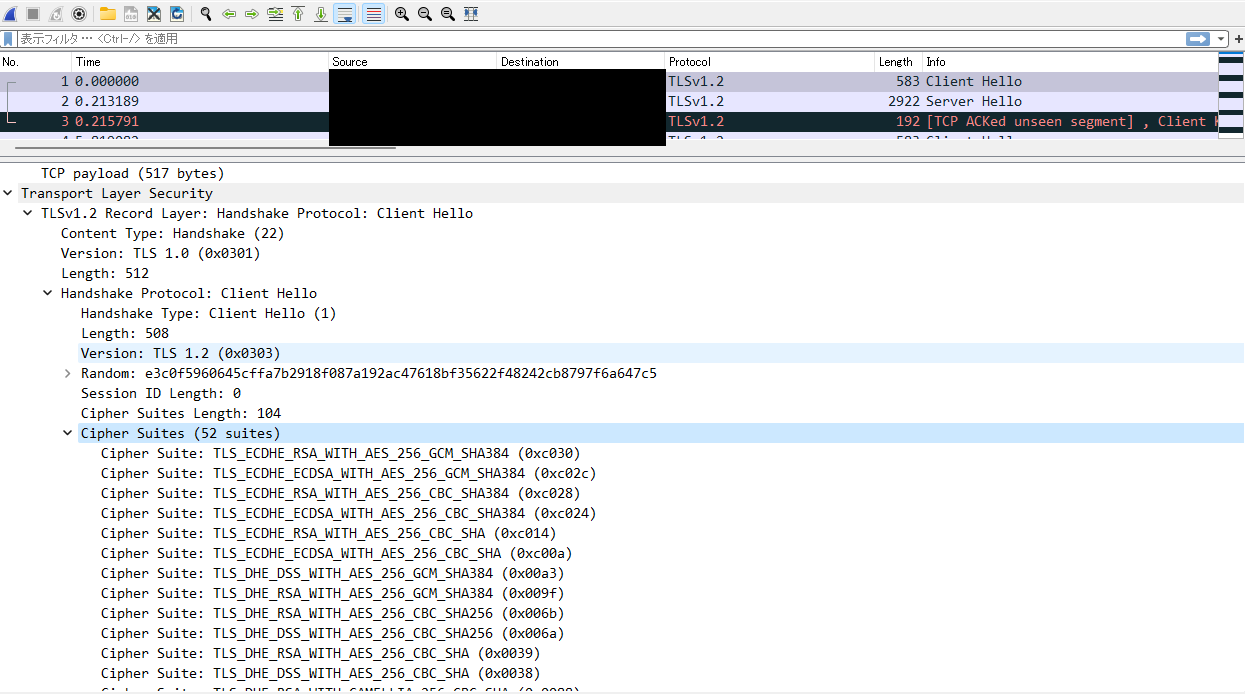 表示フィルタ … <Ctrl-/> を適用
No. Time Source Destination Protocol Length Info
1 0.000000 TLSv1.2 583 Client Hello
2 0.213189 TLSv1.2 2922 Server Hello
3 0.215791 TLSv1.2 192 [TCP ACKed unseen segment] , Client
TCP payload (517 bytes)
Transport Layer Security
TLSv1.2 Record Layer: Handshake Protocol: Client Hello
Content Type: Handshake (22)
Version: TLS 1.0 (0x0301)
Length: 512
Handshake Protocol: Client Hello
Handshake Type: Client Hello (1)
Length: 508
Version: TLS 1.2 (0x0303)
Random: e3c0f5960645cffa7b2918f087a192ac47618bf35622f48242cb8797f6a647c5
Session ID Length: 0
Cipher Suites Length: 104
Cipher Suites (52 suites)
Cipher Suite: TLS_ECDHE_RSA_WITH_AES_256_GCM_SHA384 (0xc030)
Cipher Suite: TLS_ECDHE_ECDSA_WITH_AES_256_GCM_SHA384 (0xc02c)
Cipher Suite: TLS_ECDHE_RSA_WITH_AES_256_CBC_SHA384 (0xc028)
Cipher Suite: TLS_ECDHE_ECDSA_WITH_AES_256_CBC_SHA384 (0xc024)
Cipher Suite: TLS_ECDHE_RSA_WITH_AES_256_CBC_SHA (0xc014)
Cipher Suite: TLS_ECDHE_ECDSA_WITH_AES_256_CBC_SHA (0xc00a)
Cipher Suite: TLS_DHE_DSS_WITH_AES_256_GCM_SHA384 (0x00a3)
Cipher Suite: TLS_DHE_RSA_WITH_AES_256_GCM_SHA384 (0x009f)
Cipher Suite: TLS_DHE_RSA_WITH_AES_256_CBC_SHA256 (0x006b)
Cipher Suite: TLS_DHE_DSS_WITH_AES_256_CBC_SHA256 (0x006a)
Cipher Suite: TLS_DHE_RSA_WITH_AES_256_CBC_SHA (0x0039)
Cipher Suite: TLS_DHE_DSS_WITH_AES_256_CBC_SHA (0x0038)